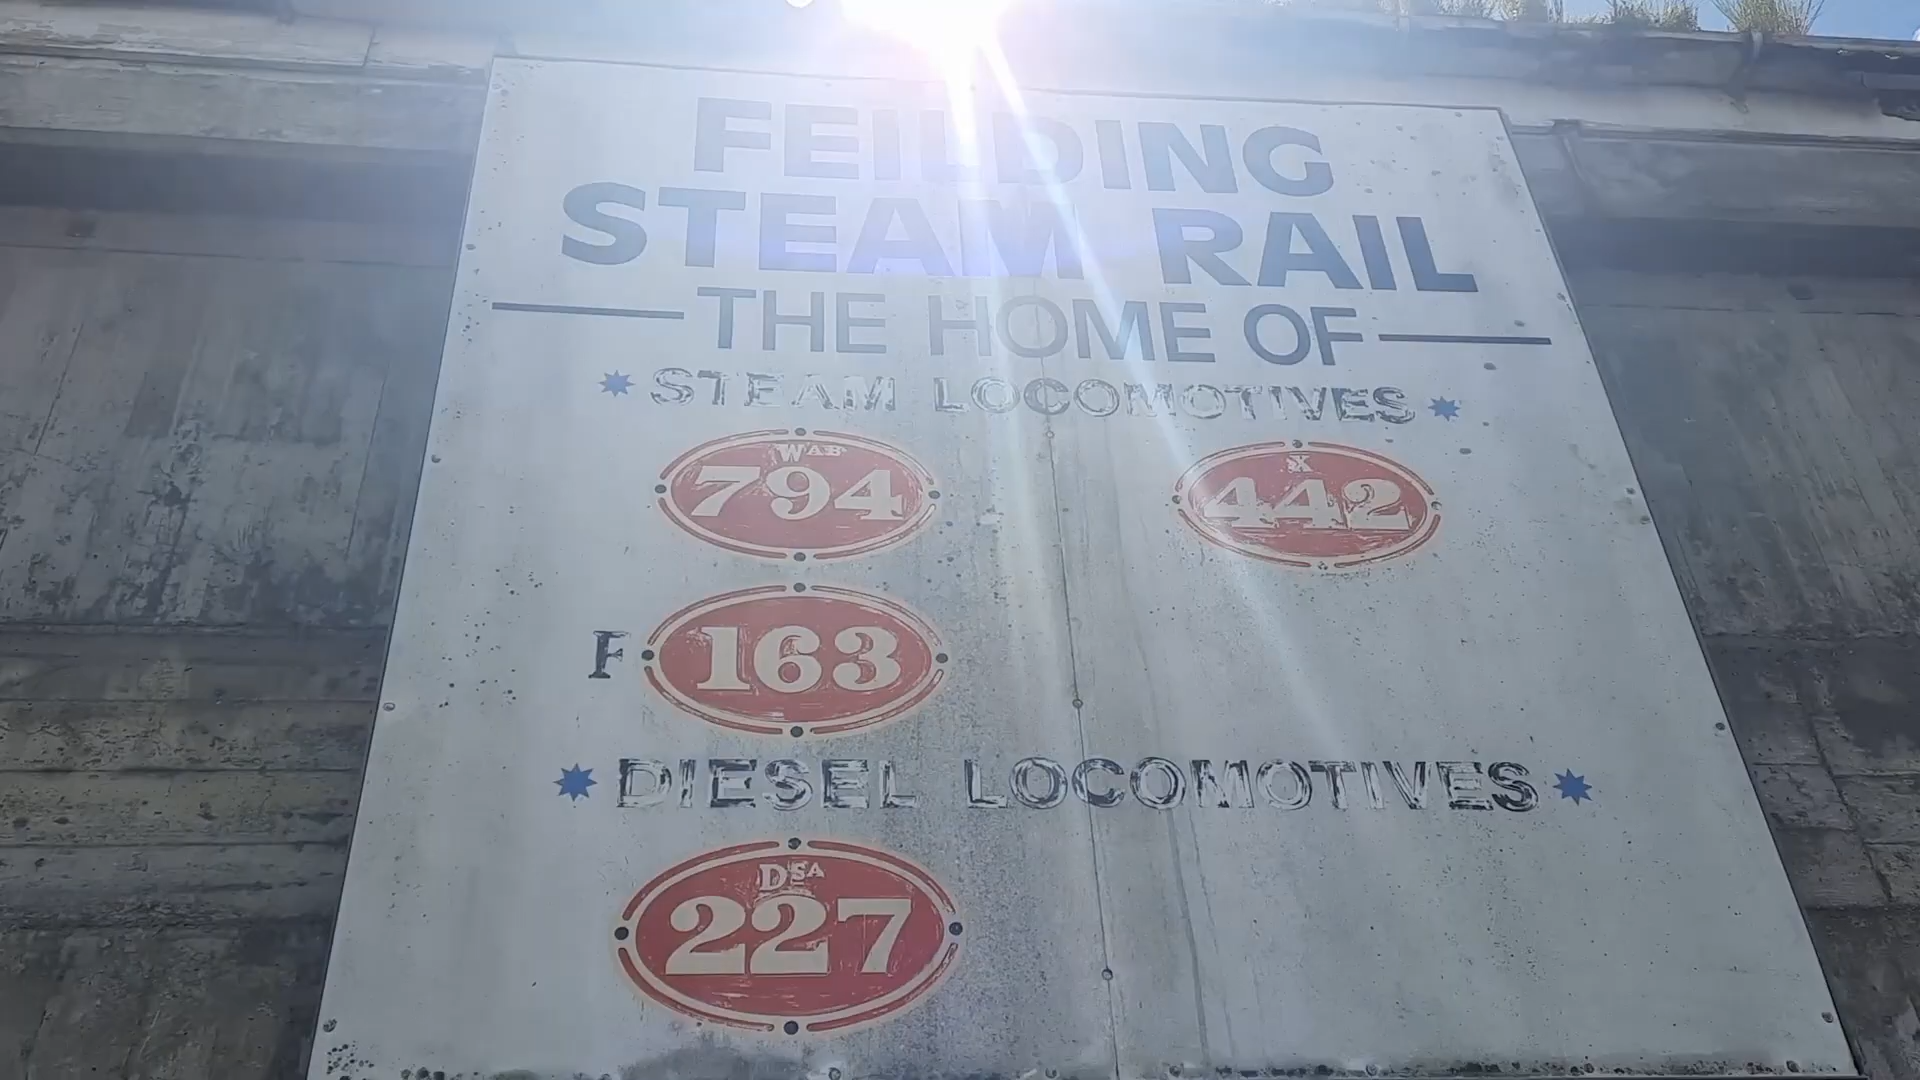 FEILDING
STEAM RAIL
THE HOME OF
STEAM LOCOMOTIVES
WAB
794
X
442
F 163
DIESEL LOCOMOTIVES
DSA
227